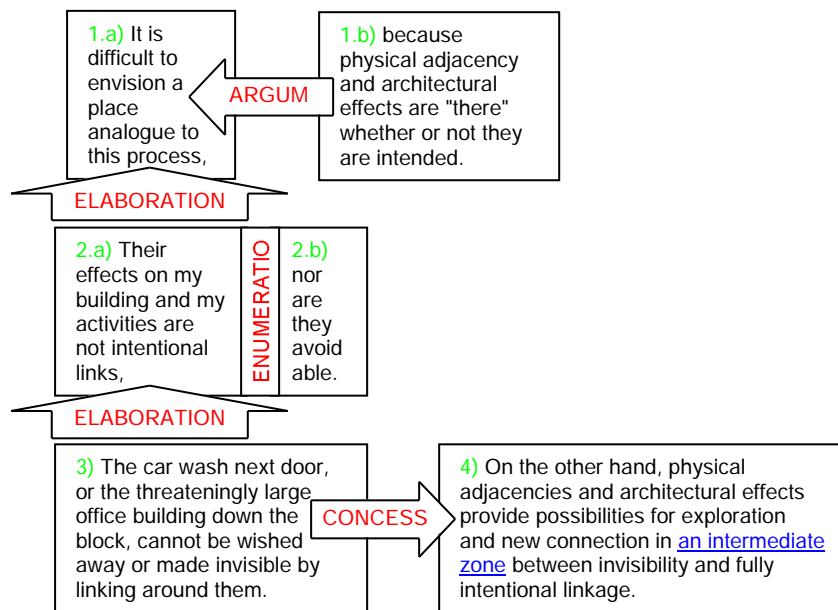 1.a) It is
difficult to
envision a
place
analogue to
this process,
ARGUM
1.b) because
physical adjacency
and architectural
effects are "there"
whether or not they
are intended.
ELABORATION
2.a) Their
effects on my
building and my
activities are
not intentional
links,
ENUMERATIO
2.b)
nor
are
they
avoid
able.
ELABORATION
3) The car wash next door,
or the threateningly large
office building down the
block, cannot be wished
away or made invisible by
linking around them.
CONCESS
4) On the other hand, physical
adjacencies and architectural effects
provide possibilities for exploration
and new connection in an intermediate
zone between invisibility and fully
intentional linkage.